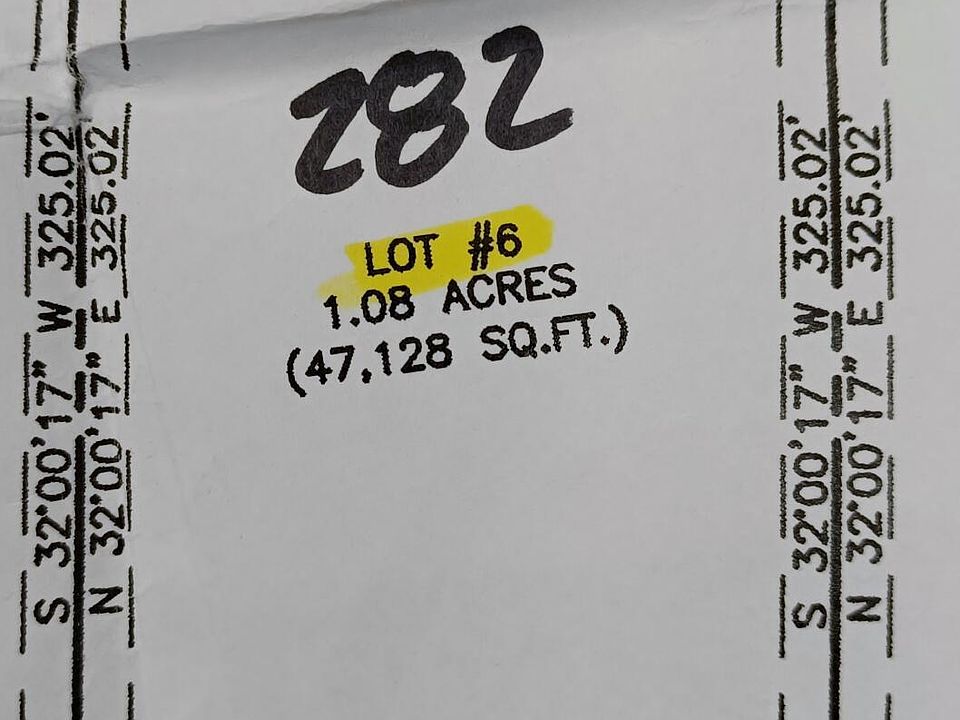 282
LOT #6
1.08 ACRES
(47,128 SQ.FT.)
S 32°00'17" W 325.02'
N 32°00'17" E 325.02'
S 32°00'17" W 325.02'
N 32°00'17" E 325.02'